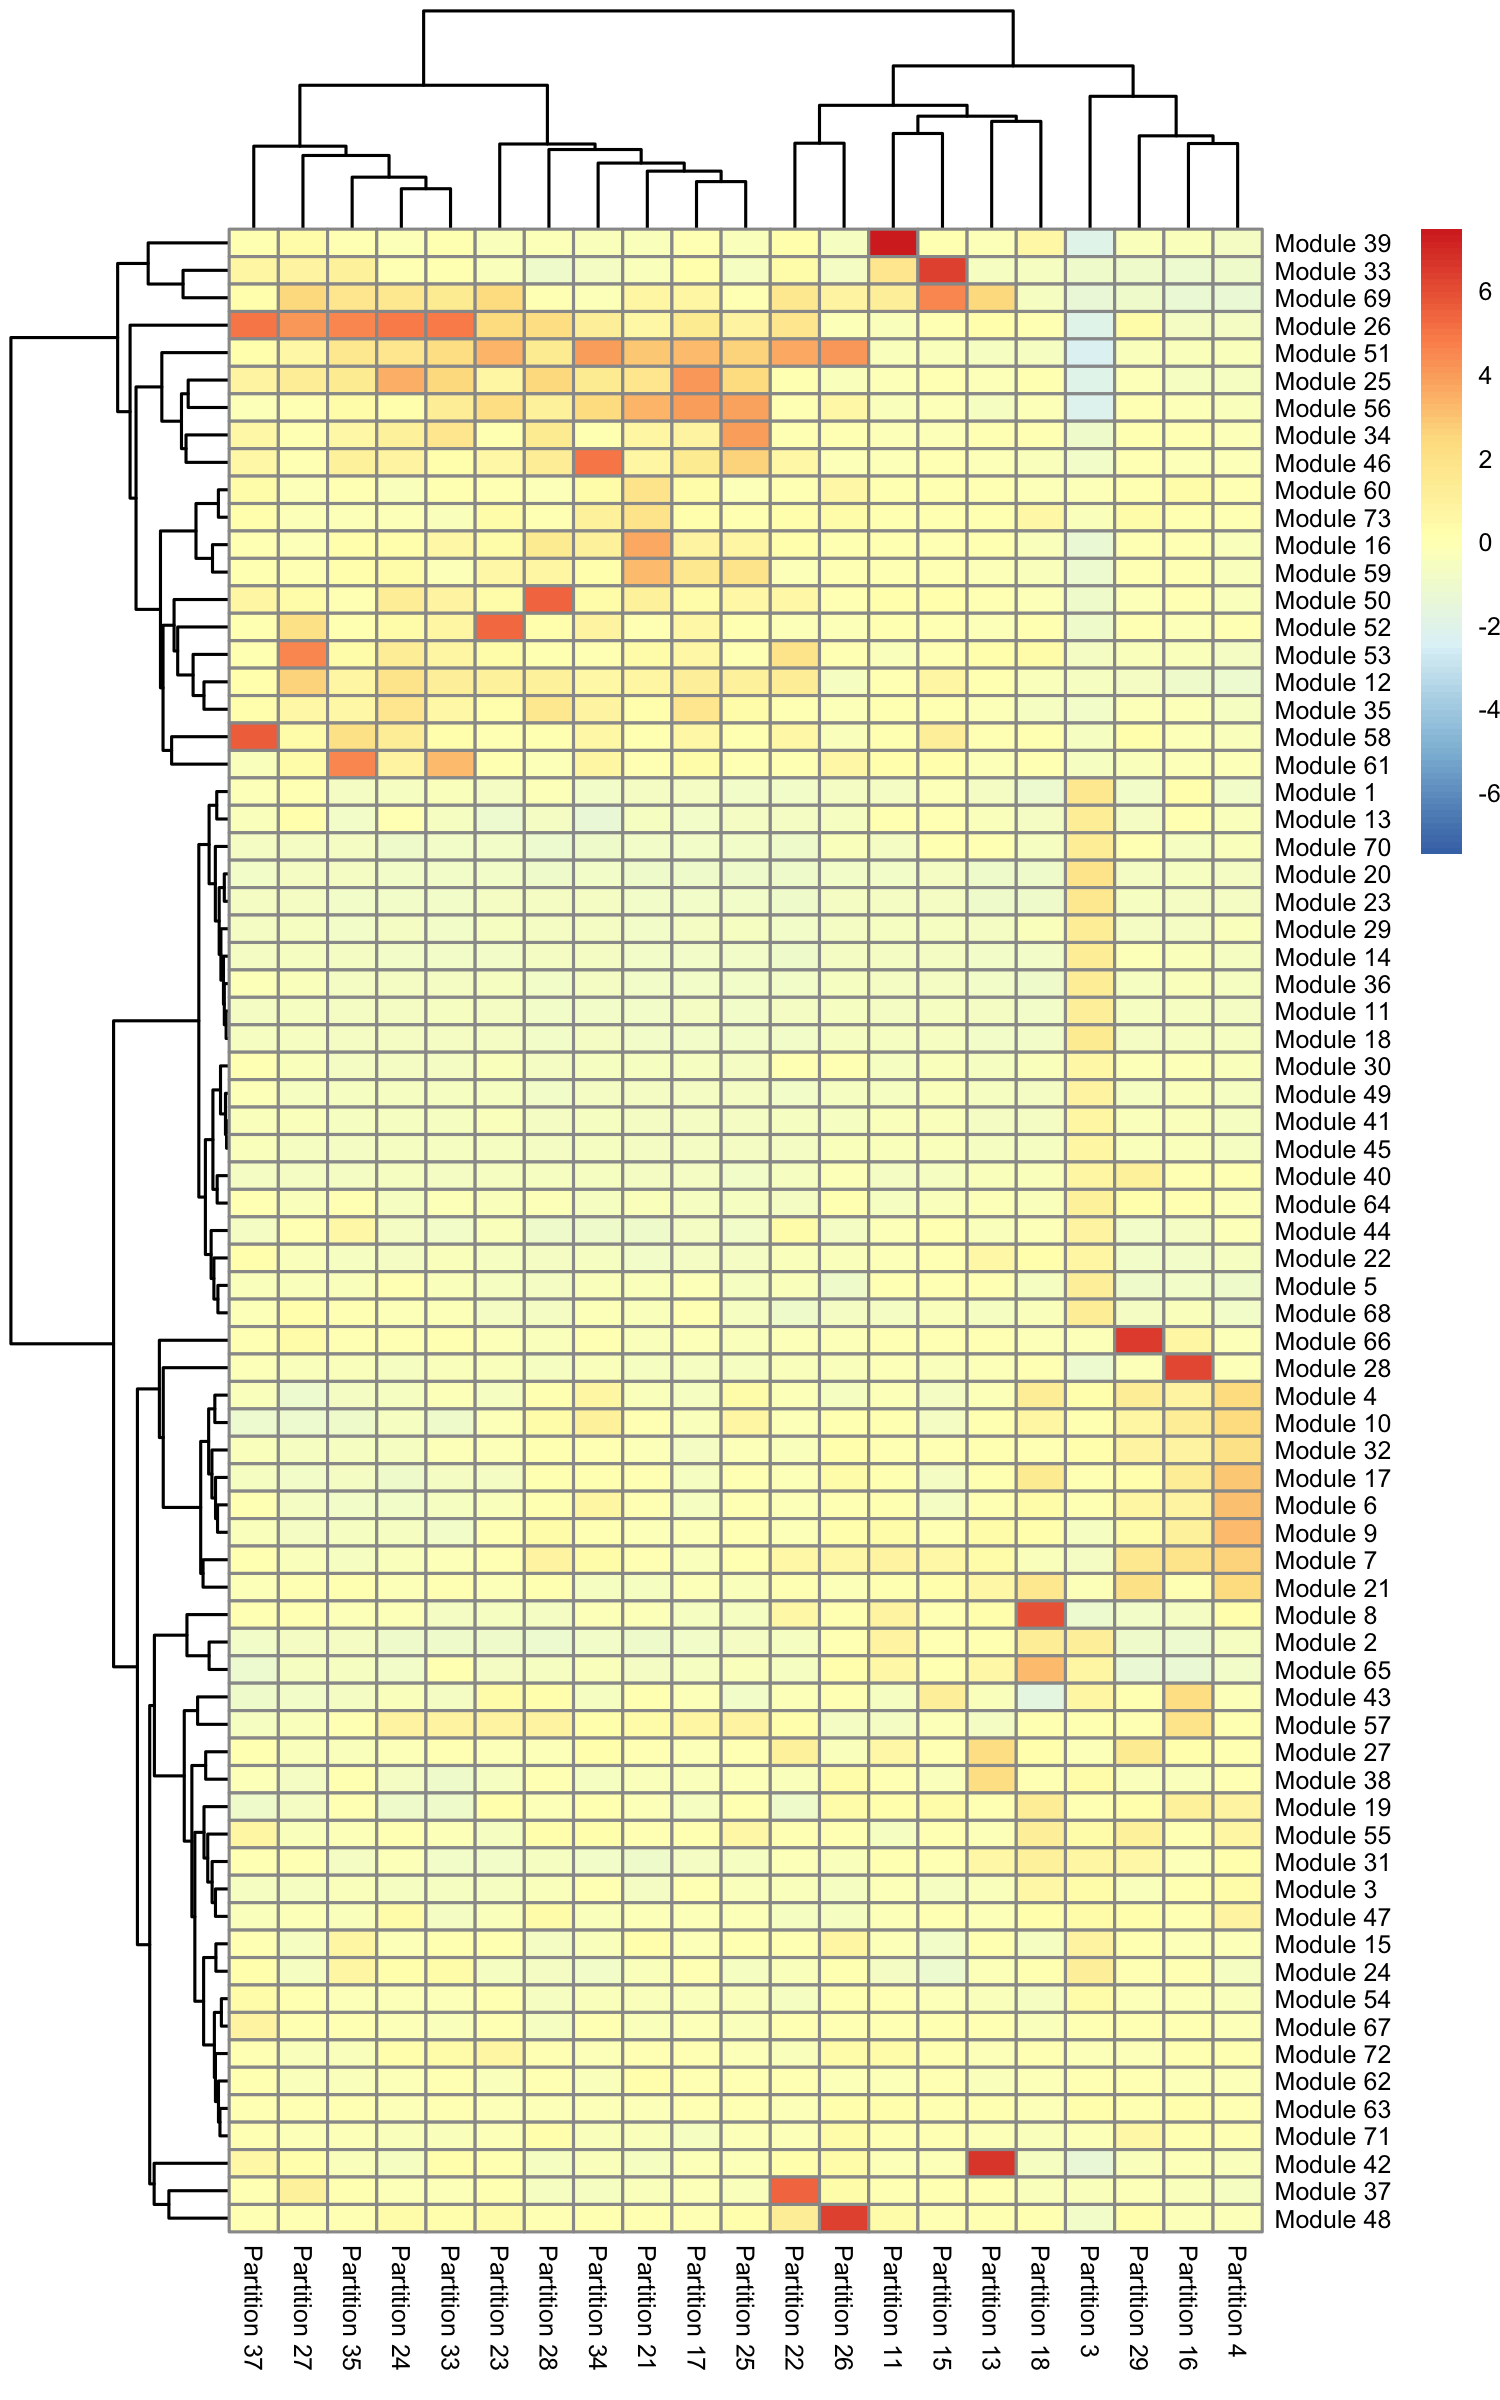 Module 39
Module 33
Module 69
Module 26
Module 51
Module 25
Module 56
Module 34
Module 46
Module 60
Module 73
Module 16
Module 59
Module 50
Module 52
Module 53
Module 12
Module 35
Module 58
Module 61
Module 1
Module 13
Module 70
Module 20
Module 23
Module 29
Module 14
Module 36
Module 11
Module 18
Module 30
Module 49
Module 41
Module 45
Module 40
Module 64
Module 44
Module 22
Module 5
Module 68
Module 66
Module 28
Module 4
Module 10
Module 32
Module 17
Module 6
Module 9
Module 7
Module 21
Module 8
Module 2
Module 65
Module 43
Module 57
Module 27
Module 38
Module 19
Module 55
Module 31
Module 3
Module 47
Module 15
Module 24
Module 54
Module 67
Module 72
Module 62
Module 63
Module 71
Module 42
Module 37
Module 48
6
4
2
0
-2
-4
-6
Partition 37
Partition 27
Partition 35
Partition 24
Partition 33
Partition 23
Partition 28
Partition 34
Partition 21
Partition 17
Partition 25
Partition 22
Partition 26
Partition 11
Partition 15
Partition 13
Partition 18
Partition 3
Partition 29
Partition 16
Partition 4